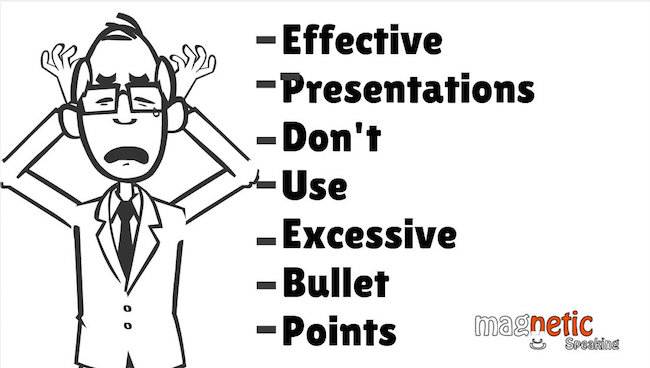 - Effective
- Presentations
- Don't
- Use
- Excessive
- Bullet
- Points
magnetic
Speaking